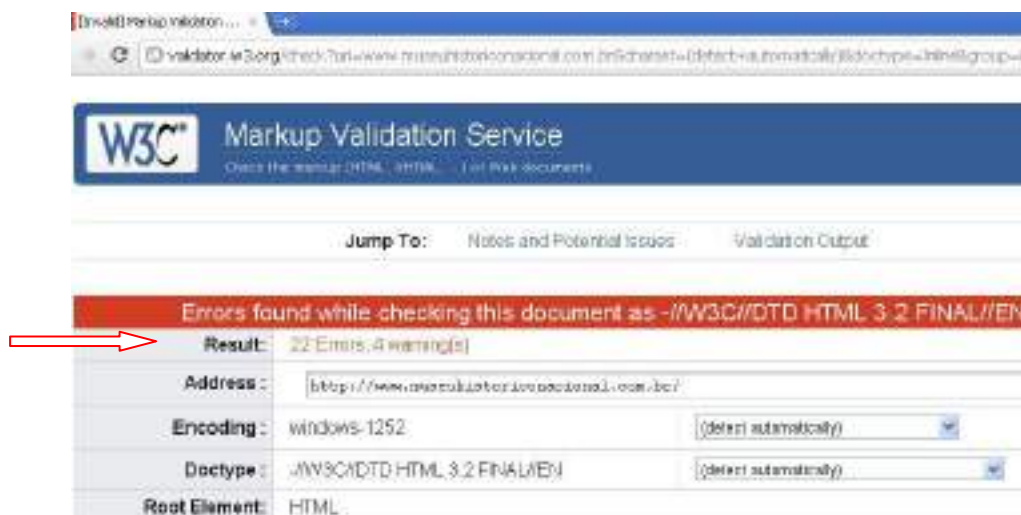 [Invalid] Markup Validation ...
validator.w3.org/check?uri=www.museuhistoriconacional.com.br&charset=(detect+automatically)&doctype=Inline&group=
W3C® Markup Validation Service
Check the markup (HTML, XHTML, ...) of Web documents
Jump To: Notes and Potential Issues Validation Output
Errors found while checking this document as -//W3C//DTD HTML 3.2 FINAL//EN
Result: 22 Errors, 4 warning(s)
Address : http://www.museuhistoriconacional.com.br/
Encoding : windows-1252 (detect automatically)
Doctype : -//W3C//DTD HTML 3.2 FINAL//EN (detect automatically)
Root Element: HTML